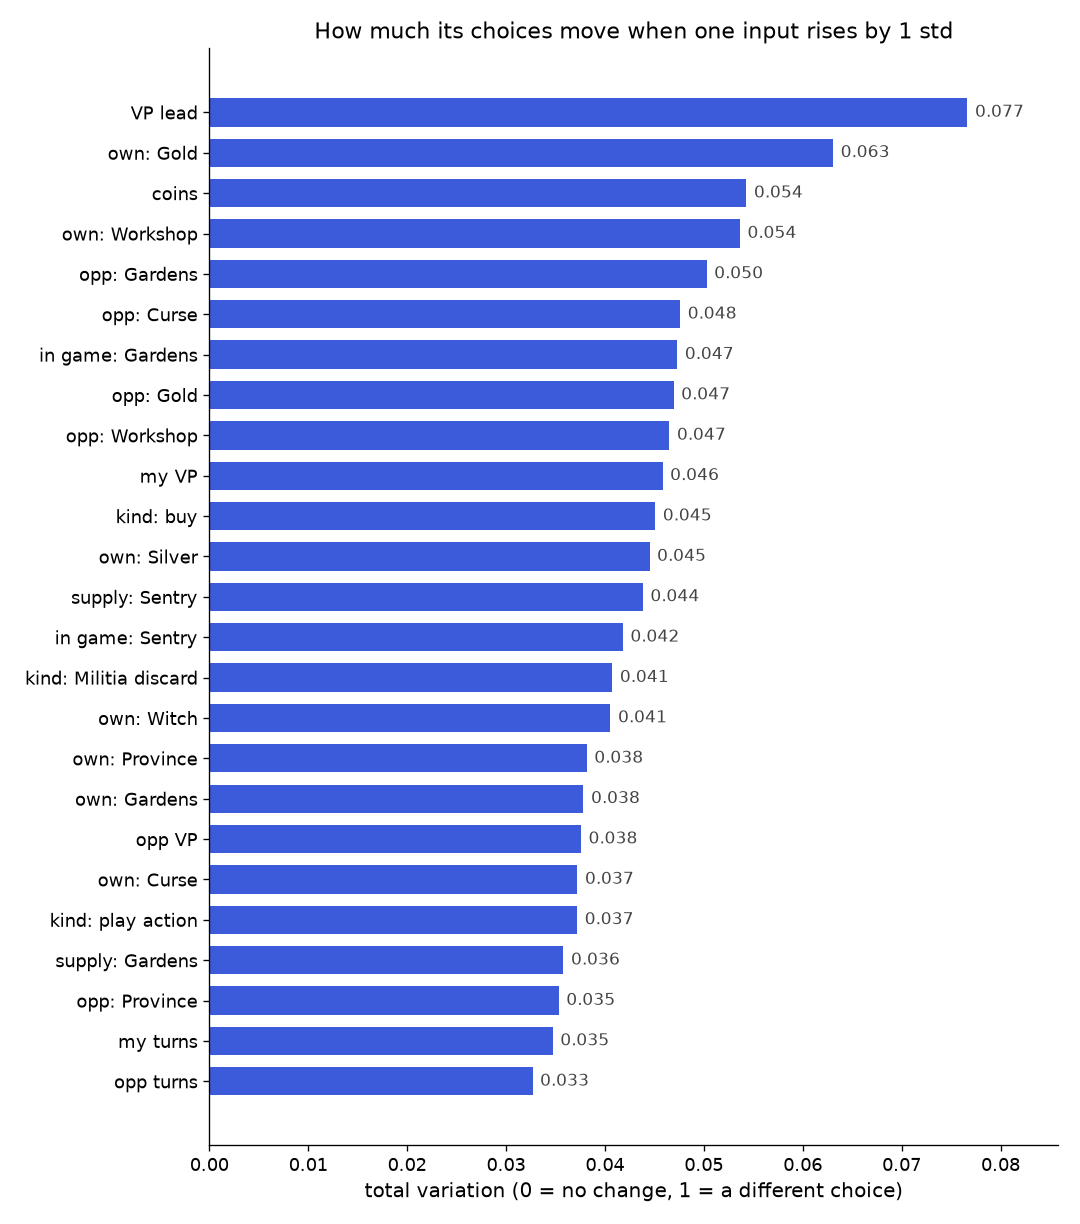 How much its choices move when one input rises by 1 std
VP lead 0.077
own: Gold 0.063
coins 0.054
own: Workshop 0.054
opp: Gardens 0.050
opp: Curse 0.048
in game: Gardens 0.047
opp: Gold 0.047
opp: Workshop 0.047
my VP 0.046
kind: buy 0.045
own: Silver 0.045
supply: Sentry 0.044
in game: Sentry 0.042
kind: Militia discard 0.041
own: Witch 0.041
own: Province 0.038
own: Gardens 0.038
opp VP 0.038
own: Curse 0.037
kind: play action 0.037
supply: Gardens 0.036
opp: Province 0.035
my turns 0.035
opp turns 0.033
0.00 0.01 0.02 0.03 0.04 0.05 0.06 0.07 0.08
total variation (0 = no change, 1 = a different choice)